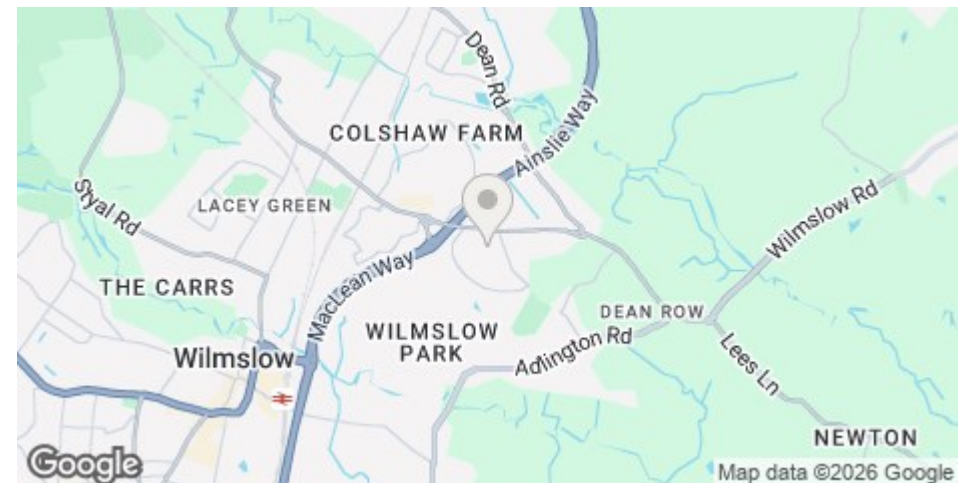 Dean Rd
COLSHAW FARM
Ainslie Way
Styal Rd
LACEY GREEN
Wilmslow Rd
MacLean Way
THE CARRS
DEAN ROW
WILMSLOW
PARK
Wilmslow
Adlington Rd
Lees Ln
NEWTON
Google
Map data ©2026 Google